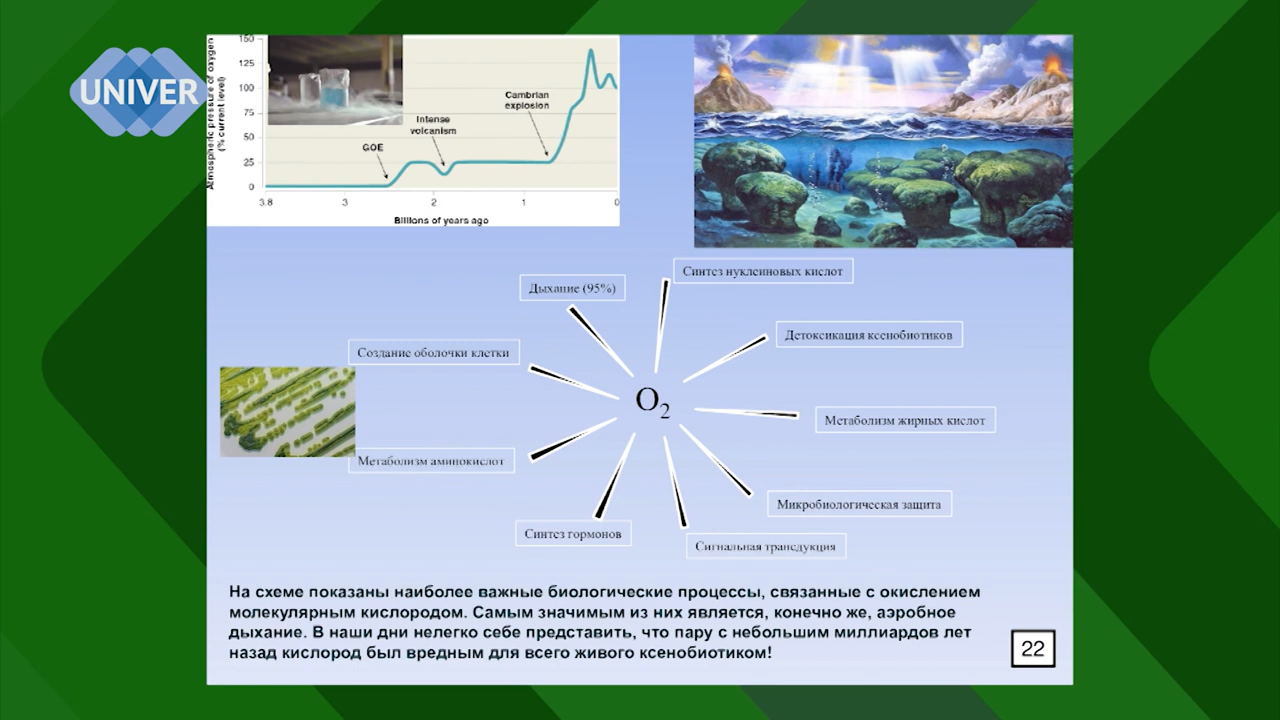 UNIVER
Atmospheric pressure of oxygen
(% current level)
150
125
100
75
50
25
0
Cambrian
explosion
Intense
volcanism
GOE
3.8
3
2
1
0
Billions of years ago
Синтез нуклеиновых кислот
Дыхание (95%)
Детоксикация ксенобиотиков
Создание оболочки клетки
O2
Метаболизм жирных кислот
Метаболизм аминокислот
Микробиологическая защита
Синтез гормонов
Сигнальная трансдукция
На схеме показаны наиболее важные биологические процессы, связанные с окислением
молекулярным кислородом. Самым значимым из них является, конечно же, аэробное
дыхание. В наши дни нелегко себе представить, что пару с небольшим миллиардов лет
назад кислород был вредным для всего живого ксенобиотиком!
22